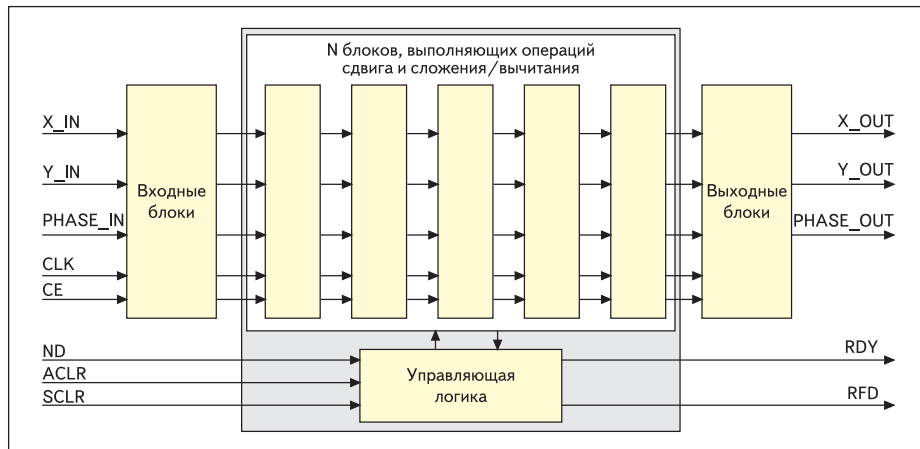 N блоков, выполняющих операций
сдвига и сложения/вычитания
X_IN
Y_IN
PHASE_IN
CLK
CE
Входные
блоки
Выходные
блоки
X_OUT
Y_OUT
PHASE_OUT
ND
ACLR
SCLR
Управляющая
логика
RDY
RFD